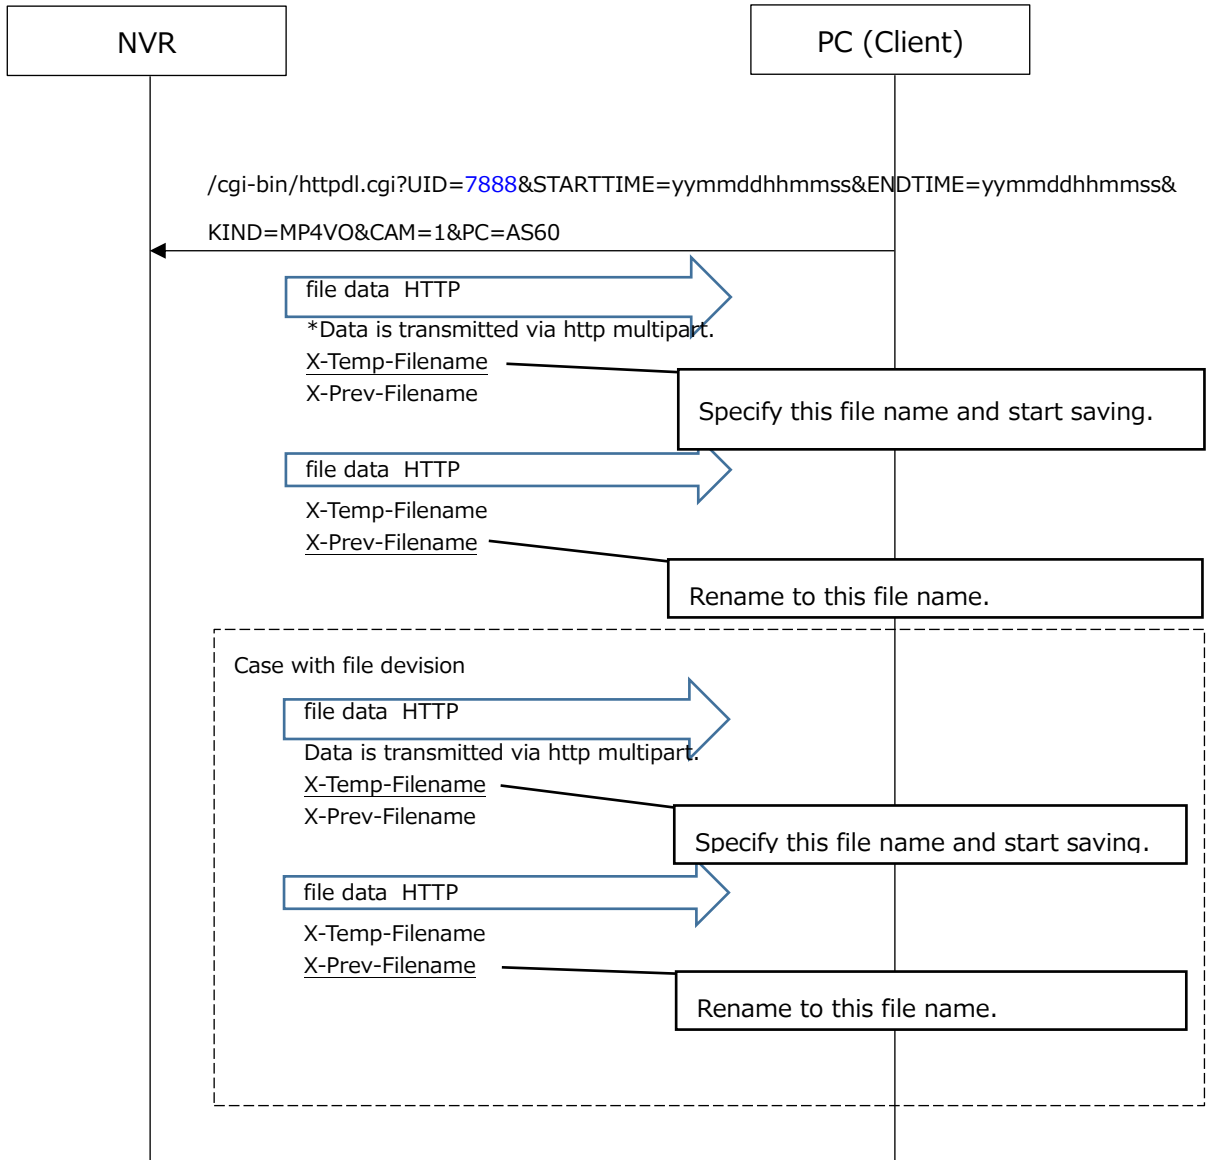 NVR
PC (Client)
/cgi-bin/httpdl.cgi?UID=7888&STARTTIME=yymmddhhmmss&ENDTIME=yymmddhhmmss&
KIND=MP4VO&CAM=1&PC=AS60
file data  HTTP
*Data is transmitted via http multipart.
X-Temp-Filename
X-Prev-Filename
Specify this file name and start saving.
file data  HTTP
X-Temp-Filename
X-Prev-Filename
Rename to this file name.
Case with file devision
file data  HTTP
Data is transmitted via http multipart.
X-Temp-Filename
X-Prev-Filename
Specify this file name and start saving.
file data  HTTP
X-Temp-Filename
X-Prev-Filename
Rename to this file name.